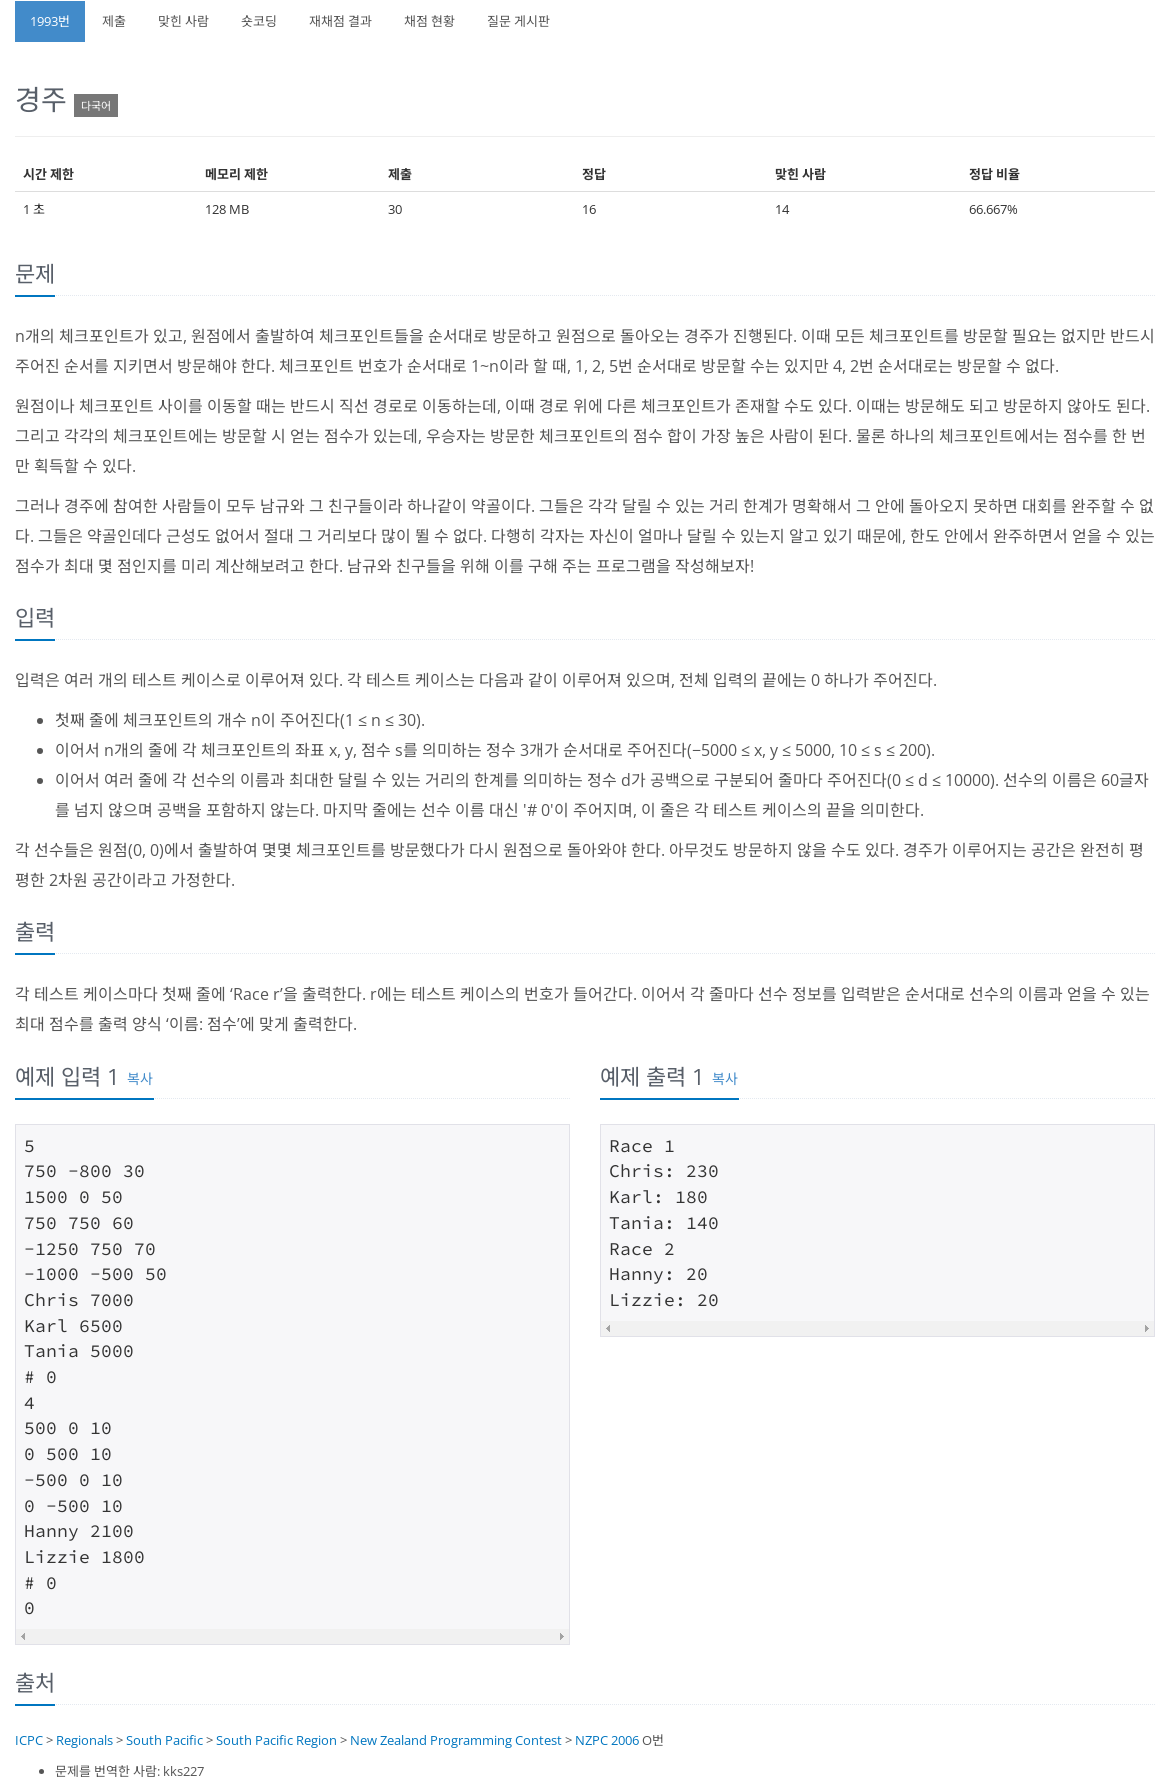 1993번 제출 맞힌 사람 숏코딩 재채점 결과 채점 현황 질문 게시판
경주 다국어
시간 제한 메모리 제한 제출 정답 맞힌 사람 정답 비율
1 초 128 MB 30 16 14 66.667%
문제
n개의 체크포인트가 있고, 원점에서 출발하여 체크포인트들을 순서대로 방문하고 원점으로 돌아오는 경주가 진행된다. 이때 모든 체크포인트를 방문할 필요는 없지만 반드시
주어진 순서를 지키면서 방문해야 한다. 체크포인트 번호가 순서대로 1~n이라 할 때, 1, 2, 5번 순서대로 방문할 수는 있지만 4, 2번 순서대로는 방문할 수 없다.
원점이나 체크포인트 사이를 이동할 때는 반드시 직선 경로로 이동하는데, 이때 경로 위에 다른 체크포인트가 존재할 수도 있다. 이때는 방문해도 되고 방문하지 않아도 된다.
그리고 각각의 체크포인트에는 방문할 시 얻는 점수가 있는데, 우승자는 방문한 체크포인트의 점수 합이 가장 높은 사람이 된다. 물론 하나의 체크포인트에서는 점수를 한 번
만 획득할 수 있다.
그러나 경주에 참여한 사람들이 모두 남규와 그 친구들이라 하나같이 약골이다. 그들은 각각 달릴 수 있는 거리 한계가 명확해서 그 안에 돌아오지 못하면 대회를 완주할 수 없
다. 그들은 약골인데다 근성도 없어서 절대 그 거리보다 많이 뛸 수 없다. 다행히 각자는 자신이 얼마나 달릴 수 있는지 알고 있기 때문에, 한도 안에서 완주하면서 얻을 수 있는
점수가 최대 몇 점인지를 미리 계산해보려고 한다. 남규와 친구들을 위해 이를 구해 주는 프로그램을 작성해보자!
입력
입력은 여러 개의 테스트 케이스로 이루어져 있다. 각 테스트 케이스는 다음과 같이 이루어져 있으며, 전체 입력의 끝에는 0 하나가 주어진다.
• 첫째 줄에 체크포인트의 개수 n이 주어진다(1 ≤ n ≤ 30).
• 이어서 n개의 줄에 각 체크포인트의 좌표 x, y, 점수 s를 의미하는 정수 3개가 순서대로 주어진다(−5000 ≤ x, y ≤ 5000, 10 ≤ s ≤ 200).
• 이어서 여러 줄에 각 선수의 이름과 최대한 달릴 수 있는 거리의 한계를 의미하는 정수 d가 공백으로 구분되어 줄마다 주어진다(0 ≤ d ≤ 10000). 선수의 이름은 60글자
를 넘지 않으며 공백을 포함하지 않는다. 마지막 줄에는 선수 이름 대신 '# 0'이 주어지며, 이 줄은 각 테스트 케이스의 끝을 의미한다.
각 선수들은 원점(0, 0)에서 출발하여 몇몇 체크포인트를 방문했다가 다시 원점으로 돌아와야 한다. 아무것도 방문하지 않을 수도 있다. 경주가 이루어지는 공간은 완전히 평
평한 2차원 공간이라고 가정한다.
출력
각 테스트 케이스마다 첫째 줄에 ‘Race r’을 출력한다. r에는 테스트 케이스의 번호가 들어간다. 이어서 각 줄마다 선수 정보를 입력받은 순서대로 선수의 이름과 얻을 수 있는
최대 점수를 출력 양식 ‘이름: 점수’에 맞게 출력한다.
예제 입력 1 복사
5
750 -800 30
1500 0 50
750 750 60
-1250 750 70
-1000 -500 50
Chris 7000
Karl 6500
Tania 5000
# 0
4
500 0 10
0 500 10
-500 0 10
0 -500 10
Hanny 2100
Lizzie 1800
# 0
0
예제 출력 1 복사
Race 1
Chris: 230
Karl: 180
Tania: 140
Race 2
Hanny: 20
Lizzie: 20
출처
ICPC > Regionals > South Pacific > South Pacific Region > New Zealand Programming Contest > NZPC 2006 O번
• 문제를 번역한 사람: kks227